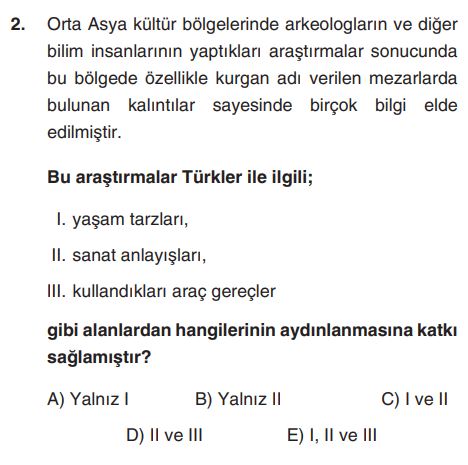 2. Orta Asya kültür bölgelerinde arkeologların ve diğer
bilim insanlarının yaptıkları araştırmalar sonucunda
bu bölgede özellikle kurgan adı verilen mezarlarda
bulunan kalıntılar sayesinde birçok bilgi elde
edilmiştir.
Bu araştırmalar Türkler ile ilgili;
I. yaşam tarzları,
II. sanat anlayışları,
III. kullandıkları araç gereçler
gibi alanlardan hangilerinin aydınlanmasına katkı
sağlamıştır?
A) Yalnız I B) Yalnız II C) I ve II
D) II ve III E) I, II ve III